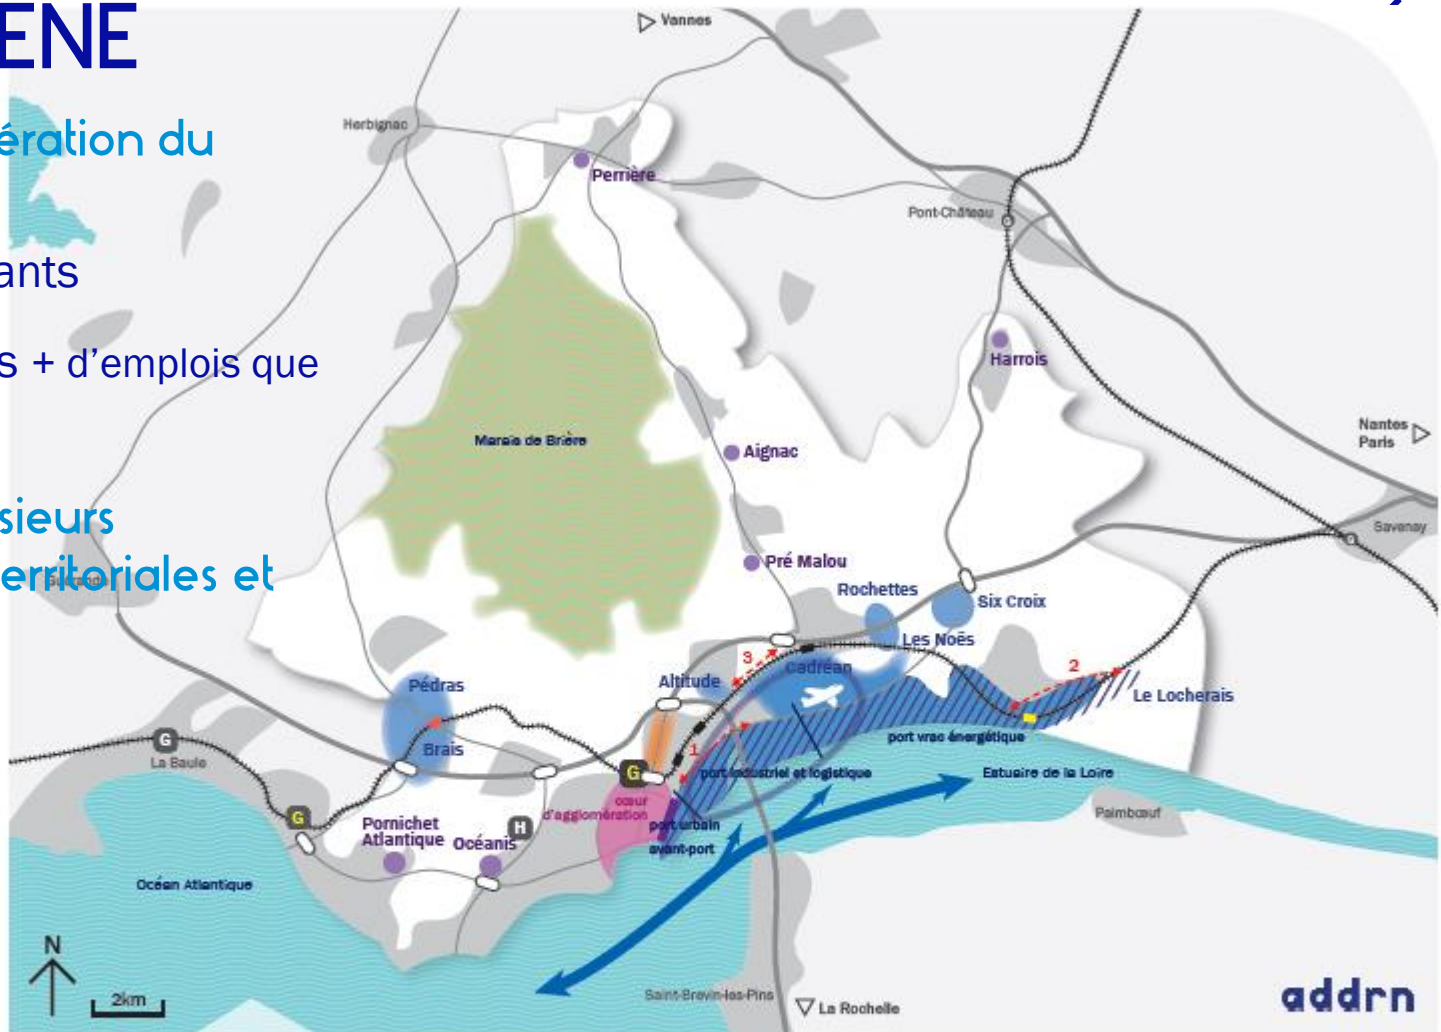 ENE
Vannes
Herbignac
ération du
Perrière
Pont-Château
ants
Harrois
s + d'emplois que
Nantes
Paris
Marais de Brière
Aignac
sieurs
Savenay
Guérande
erritoriales et
Pré Malou
Rochettes
Six Croix
Les Noës
3
Cadréan
2
Altitude
Pédras
Le Locherais
Brais
1
port vrac énergétique
G
La Baule
G
port industriel et logistique
Estuaire de la Loire
cœur
d'agglomération
Paimbœuf
G
Pornichet
Atlantique
Océanis
H
port urbain
avant-port
Océan Atlantique
N
2km
Saint-Brevin-les-Pins
La Rochelle
addrn